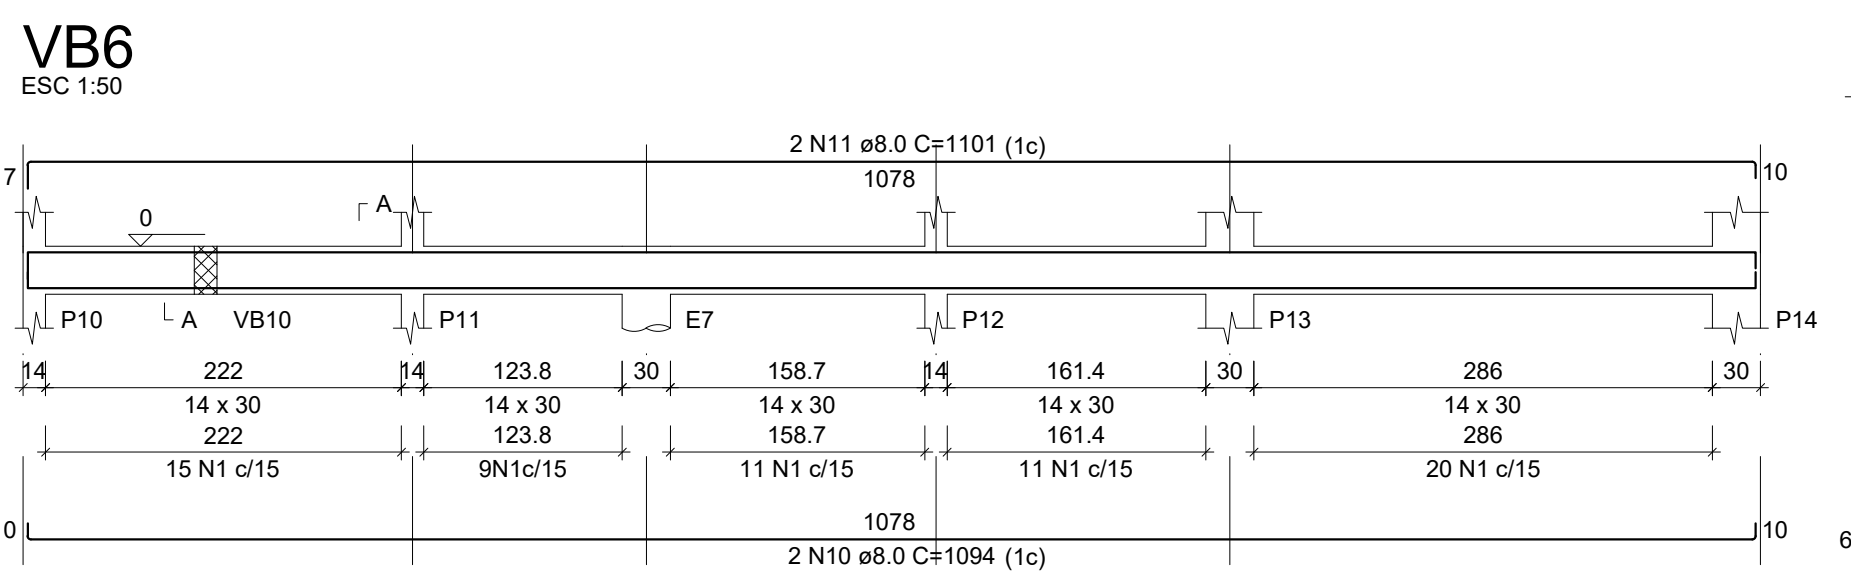 VB6
ESC 1:50
2 N11 ø8.0 C=1101 (1c)
7 1078 10
A
0
P10 A VB10 P11 E7 P12 P13 P14
14 222 14 123.8 30 158.7 14 161.4 30 286 30
14 x 30 14 x 30 14 x 30 14 x 30 14 x 30
222 123.8 158.7 161.4 286
15 N1 c/15 9N1c/15 11 N1 c/15 11 N1 c/15 20 N1 c/15
0 1078 10
6
2 N10 ø8.0 C=1094 (1c)